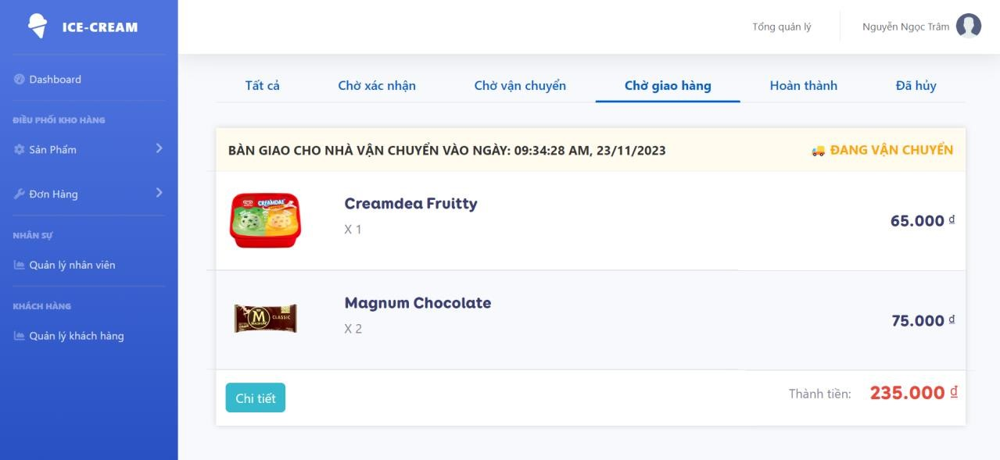 ICE-CREAM
Tổng quản lý
Nguyễn Ngọc Trâm
Dashboard
ĐIỀU PHỐI KHO HÀNG
Sản Phẩm
Đơn Hàng
NHÂN SỰ
Quản lý nhân viên
KHÁCH HÀNG
Quản lý khách hàng
Tất cả
Chờ xác nhận
Chờ vận chuyển
Chờ giao hàng
Hoàn thành
Đã hủy
BÀN GIAO CHO NHÀ VẬN CHUYỂN VÀO NGÀY: 09:34:28 AM, 23/11/2023
ĐANG VẬN CHUYỂN
CREAMDAE
Creamdea Fruitty
X 1
65.000 ₫
M
MAGNUM
CLASSIC
Magnum Chocolate
X 2
75.000 ₫
Chi tiết
Thành tiền: 235.000 ₫